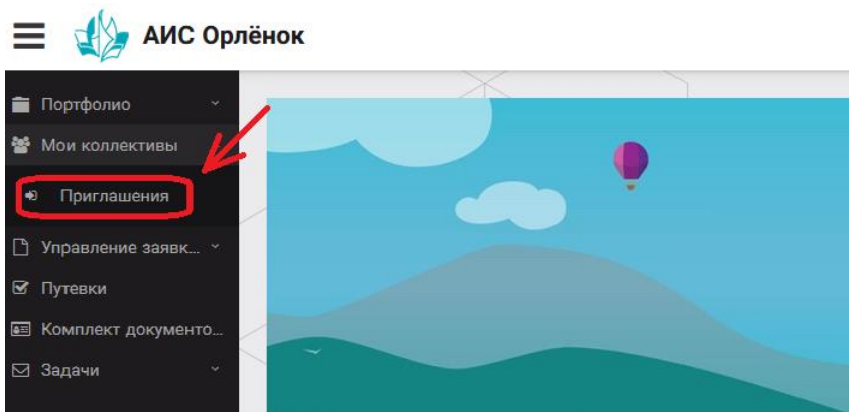 АИС Орлёнок
Портфолио
Мои коллективы
Приглашения
Управление заявк...
Путевки
Комплект документо...
Задачи